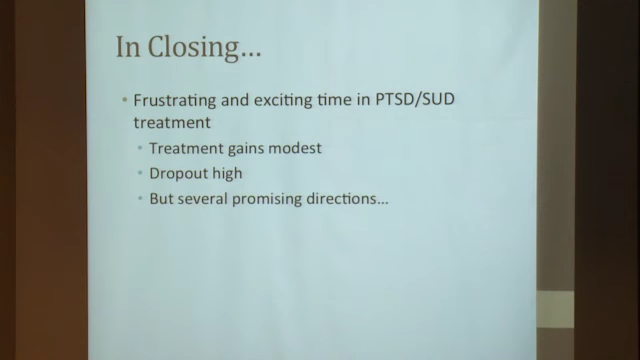 In Closing...
• Frustrating and exciting time in PTSD/SUD
treatment
• Treatment gains modest
• Dropout high
• But several promising directions...